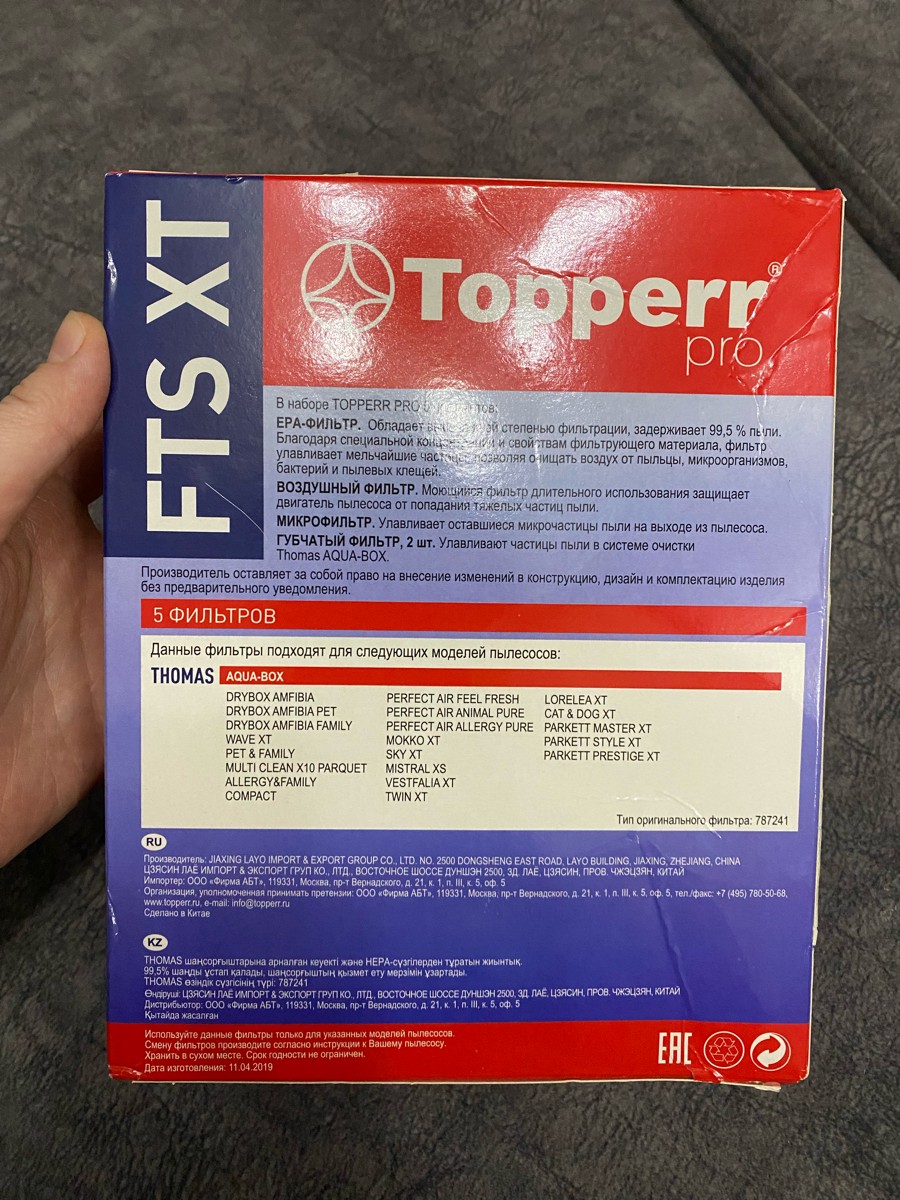 FTS XT
Topperr®
pro
В наборе TOPPERR PRO 5
ЕРА-ФИЛЬТР. Обладает степенью фильтрации, задерживает 99,5 % пыли.
Благодаря специальной и свойствам фильтрующего материала, фильтр
улавливает мельчайшие частицы, позволяя очищать воздух от пыльцы, микроорганизмов,
бактерий и пылевых клещей.
ВОЗДУШНЫЙ ФИЛЬТР. Моющийся фильтр длительного использования защищает
двигатель пылесоса от попадания тяжелых частиц пыли.
МИКРОФИЛЬТР. Улавливает оставшиеся микрочастицы пыли на выходе из пылесоса.
ГУБЧАТЫЙ ФИЛЬТР, 2 шт. Улавливают частицы пыли в системе очистки
Thomas AQUA-BOX.
Производитель оставляет за собой право на внесение изменений в конструкцию, дизайн и комплектацию изделия
без предварительного уведомления.
5 ФИЛЬТРОВ
Данные фильтры подходят для следующих моделей пылесосов:
THOMAS AQUA-BOX
DRYBOX AMFIBIA
DRYBOX AMFIBIA PET
DRYBOX AMFIBIA FAMILY
WAVE XT
PET & FAMILY
MULTI CLEAN X10 PARQUET
ALLERGY&FAMILY
COMPACT
PERFECT AIR FEEL FRESH
PERFECT AIR ANIMAL PURE
PERFECT AIR ALLERGY PURE
MOKKO XT
SKY XT
MISTRAL XS
VESTFALIA XT
TWIN XT
LORELEA XT
CAT & DOG XT
PARKETT MASTER XT
PARKETT STYLE XT
PARKETT PRESTIGE XT
Тип оригинального фильтра: 787241
RU
Производитель: JIAXING LAYO IMPORT & EXPORT GROUP CO., LTD. NO. 2500 DONGSHENG EAST ROAD, LAYO BUILDING, JIAXING, ZHEJIANG, CHINA
ЦЗЯСИН ЛАЁ ИМПОРТ & ЭКСПОРТ ГРУП КО., ЛТД., ВОСТОЧНОЕ ШОССЕ ДУНШЭН 2500, ЗД. ЛАЁ, ЦЗЯСИН, ПРОВ. ЧЖЭЦЗЯН, КИТАЙ
Импортер: ООО «Фирма АБТ», 119331, Москва, пр-т Вернадского, д. 21, к. 1, п. III, к. 5, оф. 5
Организация, уполномоченная принимать претензии: ООО «Фирма АБТ», 119331, Москва, пр-т Вернадского, д. 21, к. 1, п. III, к. 5, оф. 5, тел./факс: +7 (495) 780-50-68,
www.topperr.ru, e-mail: info@topperr.ru
Сделано в Китае
KZ
THOMAS шаңсорғыштарына арналған кеуекті және НЕРА-сүзгілерден тұратын жиынтық.
99,5% шаңды ұстап қалады, шаңсорғыштың қызмет ету мерзімін ұзартады.
THOMAS өзіндік сүзгісінің түрі: 787241
Өндіруші: ЦЗЯСИН ЛАЁ ИМПОРТ & ЭКСПОРТ ГРУП КО., ЛТД., ВОСТОЧНОЕ ШОССЕ ДУНШЭН 2500, ЗД. ЛАЁ, ЦЗЯСИН, ПРОВ. ЧЖЭЦЗЯН, КИТАЙ
Дистрибьютор: ООО «Фирма АБТ», 119331, Москва, пр-т Вернадского, д. 21, к. 1, п. III, к. 5, оф. 5
Қытайда жасалған
Используйте данные фильтры только для указанных моделей пылесосов.
Смену фильтров производите согласно инструкции к Вашему пылесосу.
Хранить в сухом месте. Срок годности не ограничен.
Дата изготовления: 11.04.2019
EAC